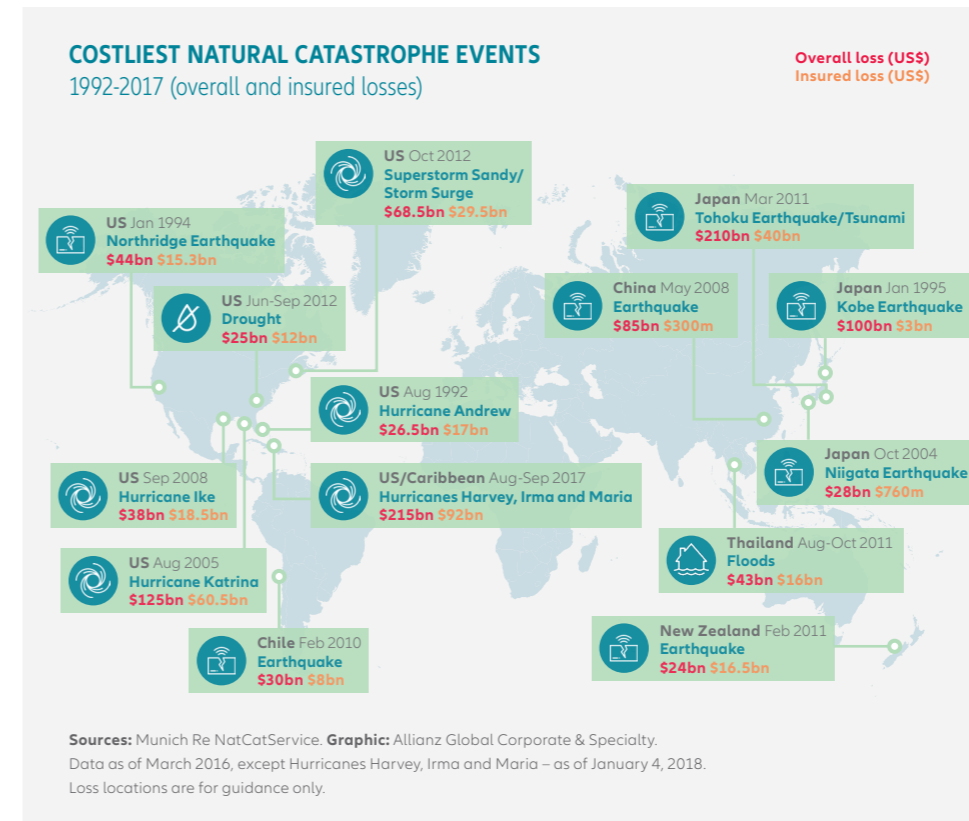 COSTLIEST NATURAL CATASTROPHE EVENTS
1992-2017 (overall and insured losses)
Overall loss (US$)
Insured loss (US$)
US Oct 2012
Superstorm Sandy/
Storm Surge
$68.5bn $29.5bn
Japan Mar 2011
Tohoku Earthquake/Tsunami
$210bn $40bn
US Jan 1994
Northridge Earthquake
$44bn $15.3bn
US Jun-Sep 2012
Drought
$25bn $12bn
China May 2008
Earthquake
$85bn $300m
Japan Jan 1995
Kobe Earthquake
$100bn $3bn
US Aug 1992
Hurricane Andrew
$26.5bn $17bn
Japan Oct 2004
Niigata Earthquake
$28bn $760m
US Sep 2008
Hurricane Ike
$38bn $18.5bn
US/Caribbean Aug-Sep 2017
Hurricanes Harvey, Irma and Maria
$215bn $92bn
Thailand Aug-Oct 2011
Floods
$43bn $16bn
US Aug 2005
Hurricane Katrina
$125bn $60.5bn
Chile Feb 2010
Earthquake
$30bn $8bn
New Zealand Feb 2011
Earthquake
$24bn $16.5bn
Sources: Munich Re NatCatService. Graphic: Allianz Global Corporate & Specialty.
Data as of March 2016, except Hurricanes Harvey, Irma and Maria – as of January 4, 2018.
Loss locations are for guidance only.